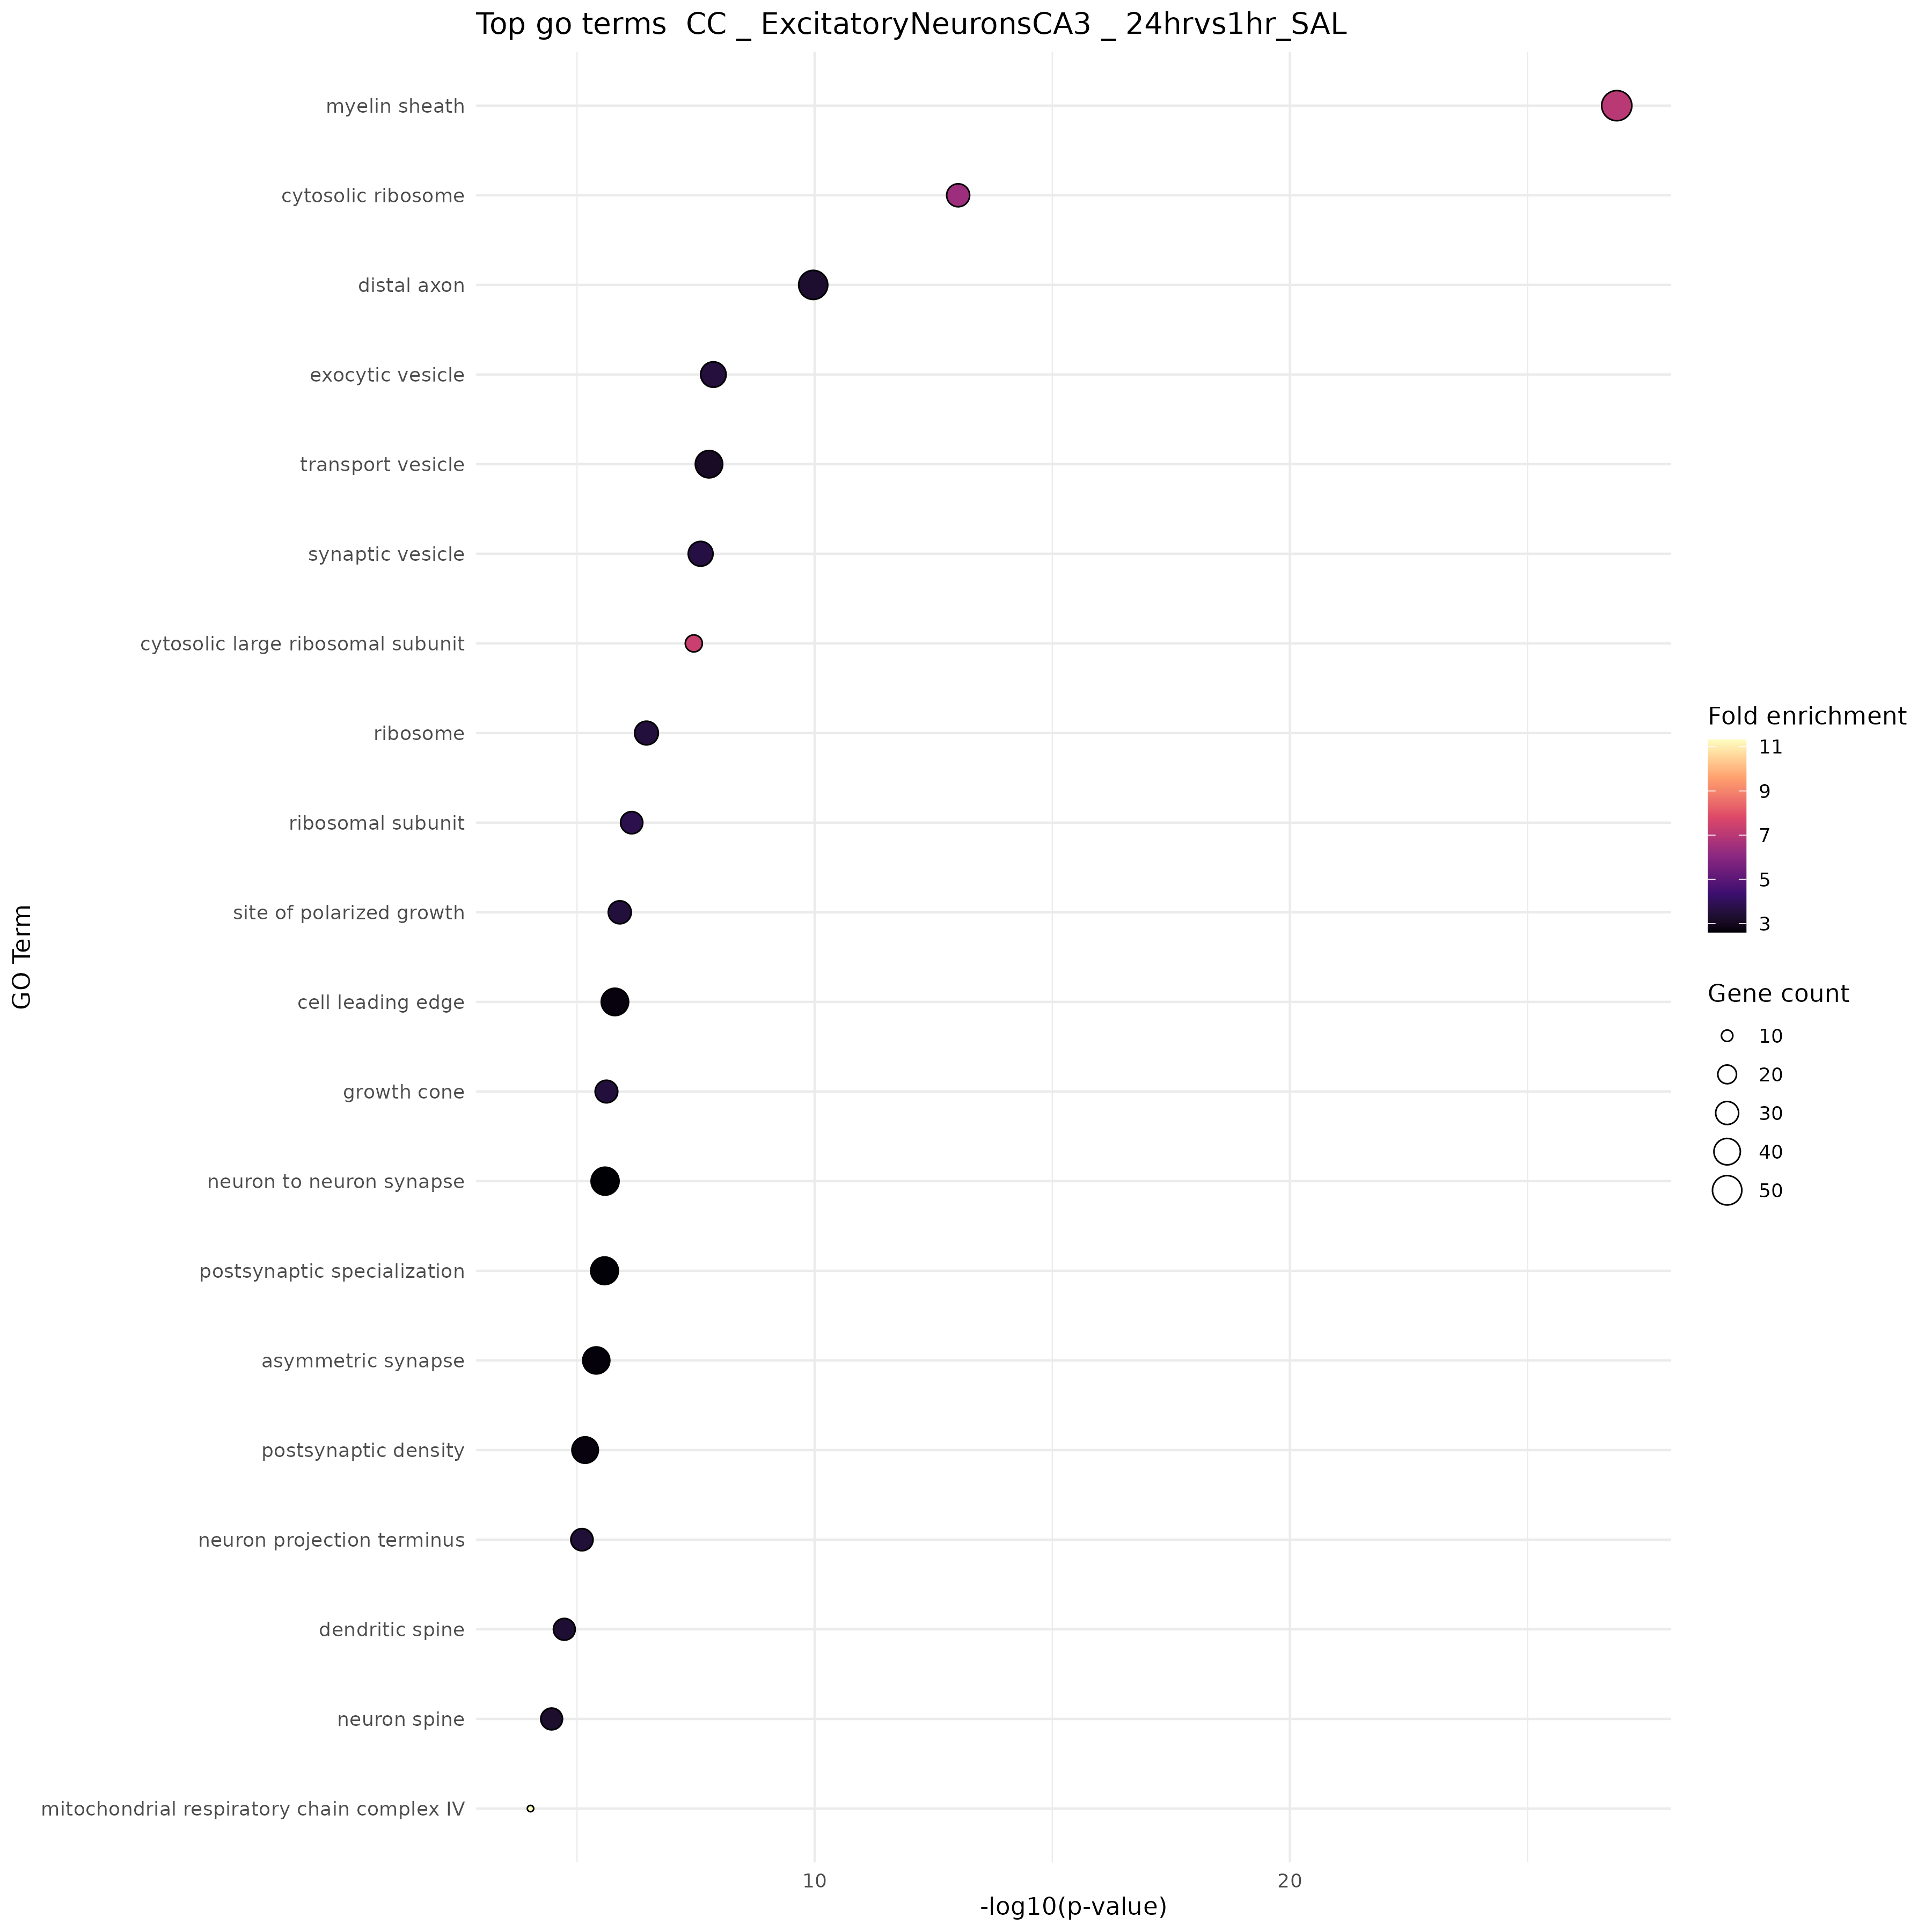 Top go terms  CC _ ExcitatoryNeuronsCA3 _ 24hrvs1hr_SAL
GO Term
myelin sheath
cytosolic ribosome
distal axon
exocytic vesicle
transport vesicle
synaptic vesicle
cytosolic large ribosomal subunit
ribosome
ribosomal subunit
site of polarized growth
cell leading edge
growth cone
neuron to neuron synapse
postsynaptic specialization
asymmetric synapse
postsynaptic density
neuron projection terminus
dendritic spine
neuron spine
mitochondrial respiratory chain complex IV
10
20
-log10(p-value)
Fold enrichment
11
9
7
5
3
Gene count
10
20
30
40
50